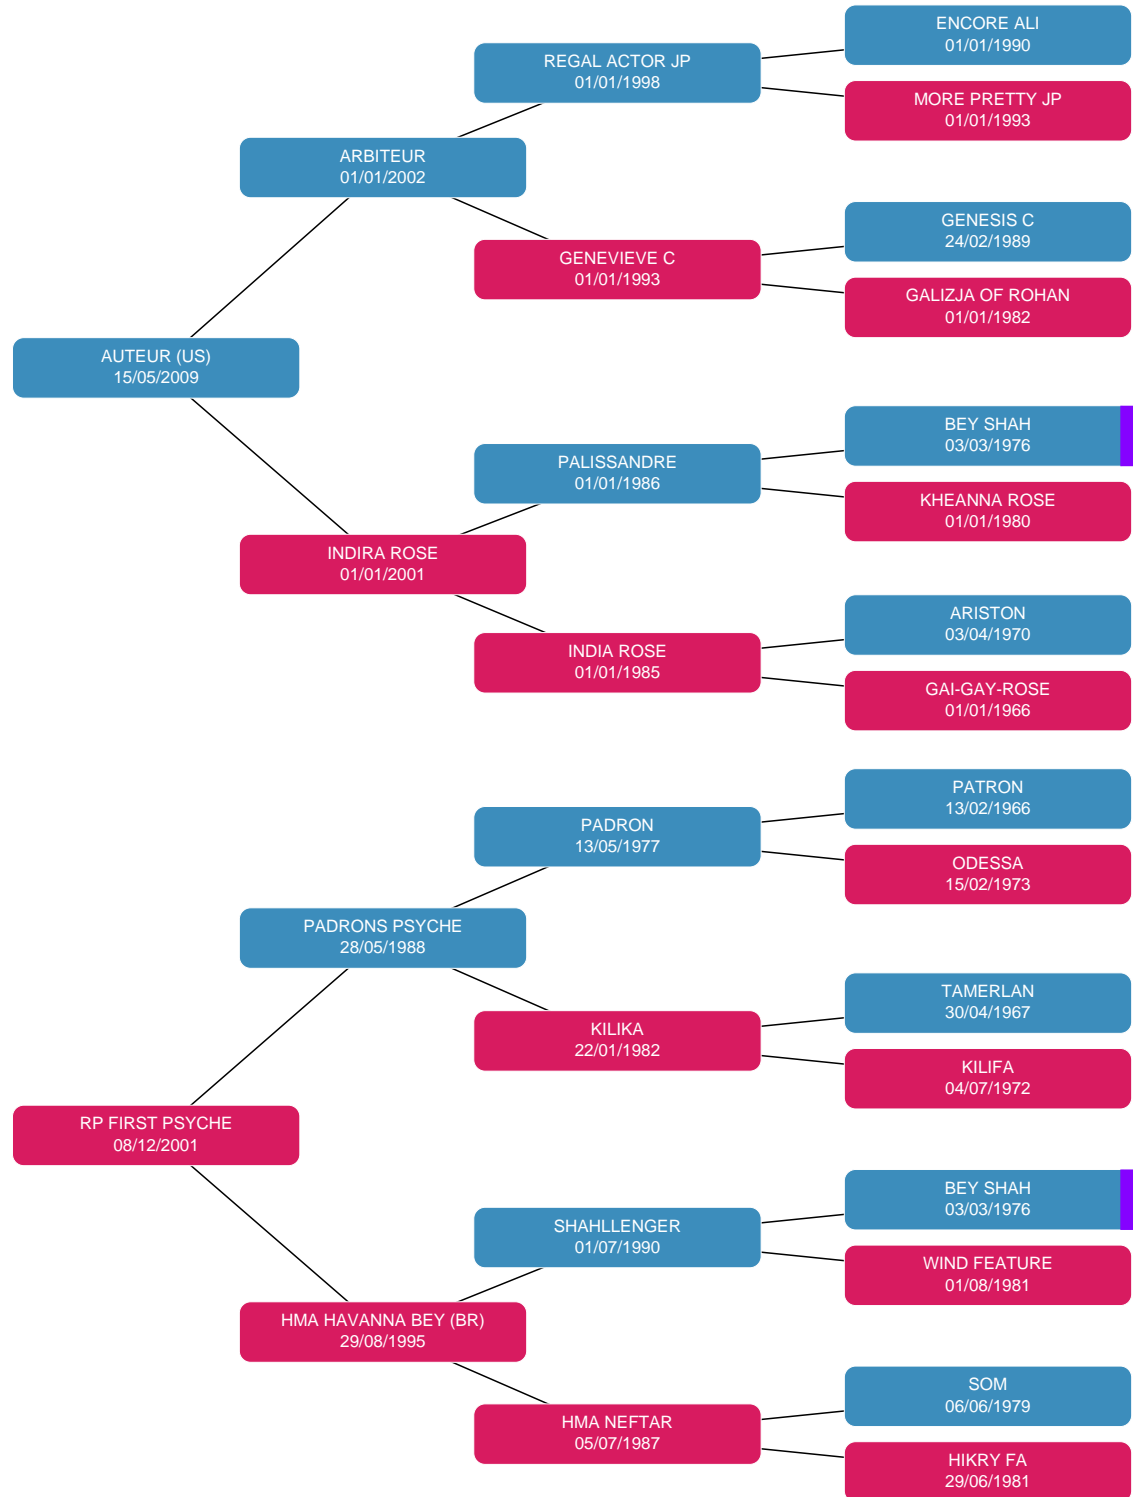 ENCORE ALI
01/01/1990
REGAL ACTOR JP
01/01/1998
MORE PRETTY JP
01/01/1993
ARBITEUR
01/01/2002
GENESIS C
24/02/1989
GENEVIEVE C
01/01/1993
GALIZJA OF ROHAN
01/01/1982
AUTEUR (US)
15/05/2009
BEY SHAH
03/03/1976
PALISSANDRE
01/01/1986
KHEANNA ROSE
01/01/1980
INDIRA ROSE
01/01/2001
ARISTON
03/04/1970
INDIA ROSE
01/01/1985
GAI-GAY-ROSE
01/01/1966
PATRON
13/02/1966
PADRON
13/05/1977
ODESSA
15/02/1973
PADRONS PSYCHE
28/05/1988
TAMERLAN
30/04/1967
KILIKA
22/01/1982
KILIFA
04/07/1972
RP FIRST PSYCHE
08/12/2001
BEY SHAH
03/03/1976
SHAHLLENGER
01/07/1990
WIND FEATURE
01/08/1981
HMA HAVANNA BEY (BR)
29/08/1995
SOM
06/06/1979
HMA NEFTAR
05/07/1987
HIKRY FA
29/06/1981